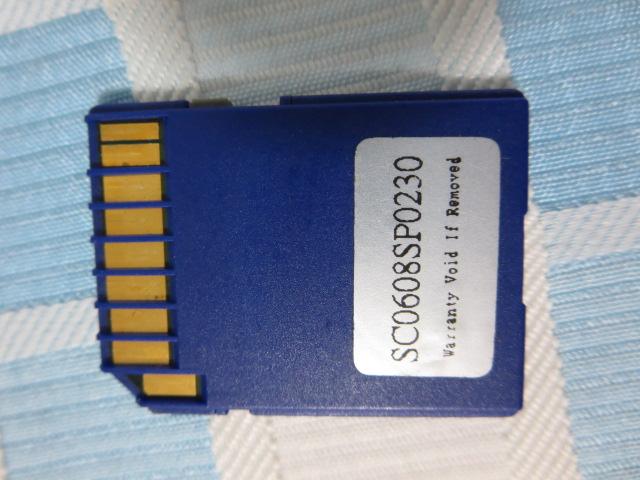 SC0608SP0230
Warranty Void If Removed